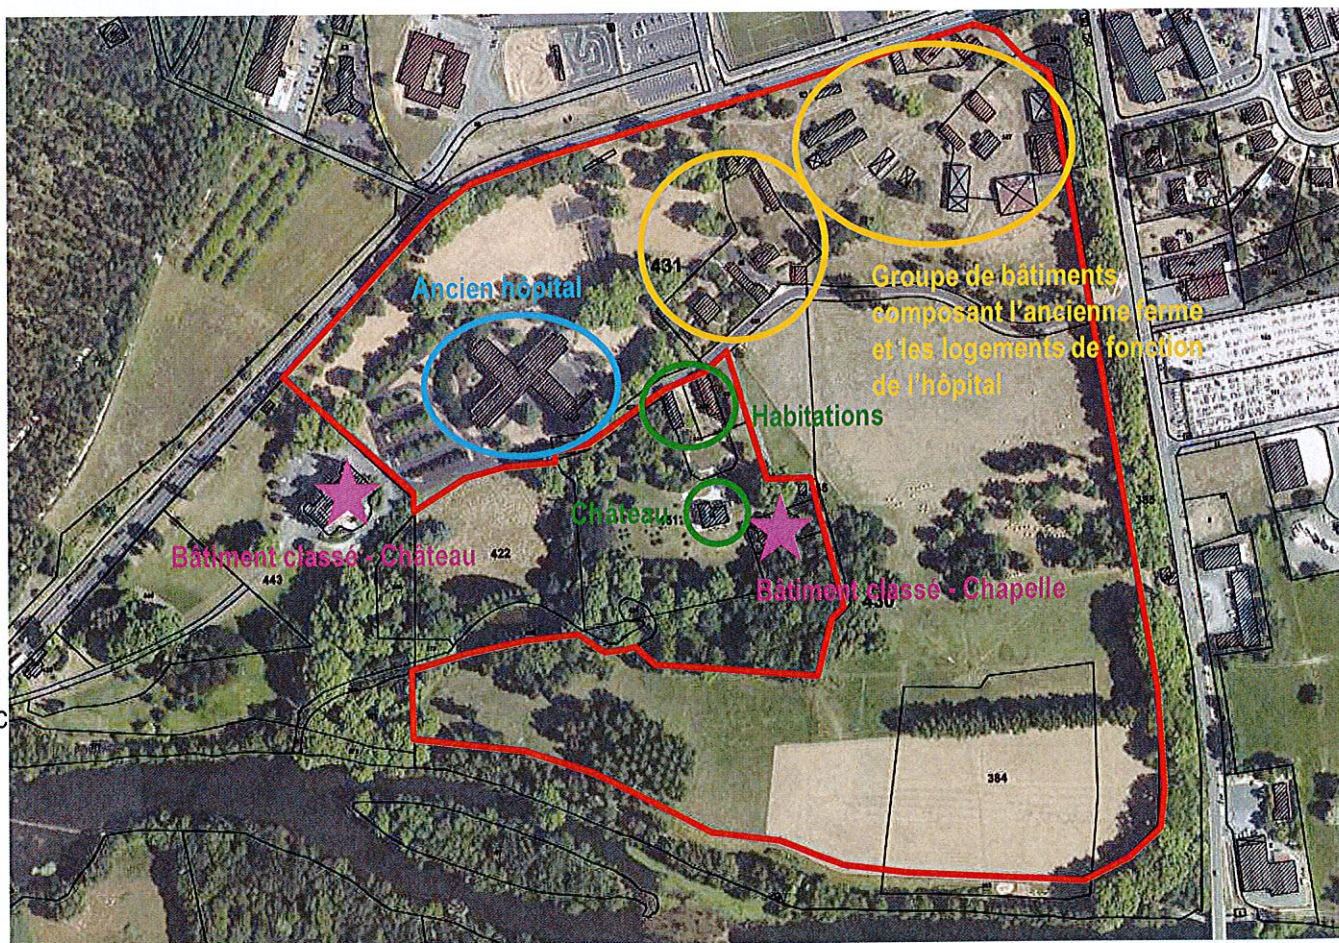 431
Ancien hôpital
Groupe de bâtiments
composant l'ancienne ferme
et les logements de fonction
de l'hôpital
Habitations
Château
Bâtiment classé - Château
422
443
Bâtiment classé - Chapelle
430
384
C